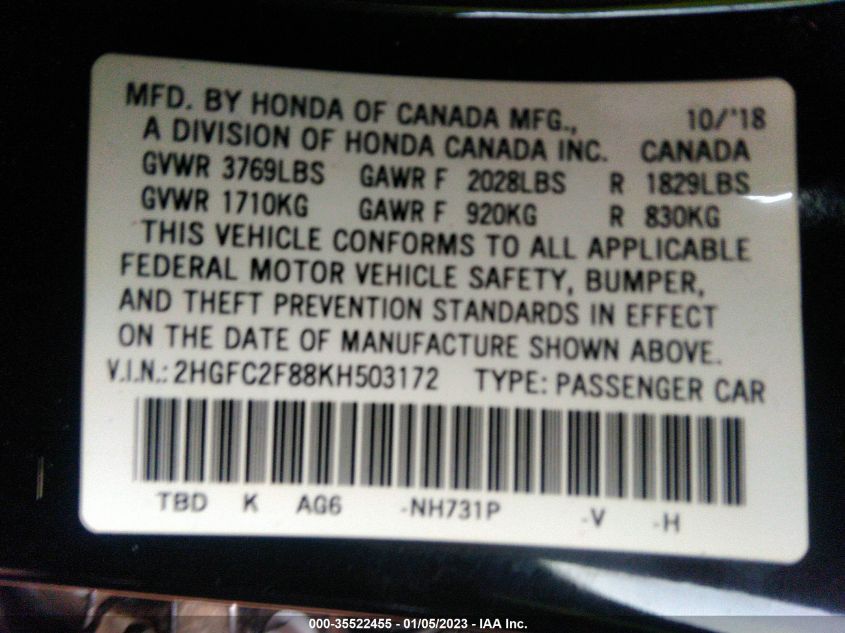 MFD. BY HONDA OF CANADA MFG., 10/'18
A DIVISION OF HONDA CANADA INC. CANADA
GVWR 3769LBS GAWR F 2028LBS R 1829LBS
GVWR 1710KG GAWR F 920KG R 830KG
THIS VEHICLE CONFORMS TO ALL APPLICABLE
FEDERAL MOTOR VEHICLE SAFETY, BUMPER,
AND THEFT PREVENTION STANDARDS IN EFFECT
ON THE DATE OF MANUFACTURE SHOWN ABOVE.
V.I.N.: 2HGFC2F88KH503172 TYPE: PASSENGER CAR
TBD K AG6 -NH731P -V -H
000-35522455 - 01/05/2023 - IAA Inc.